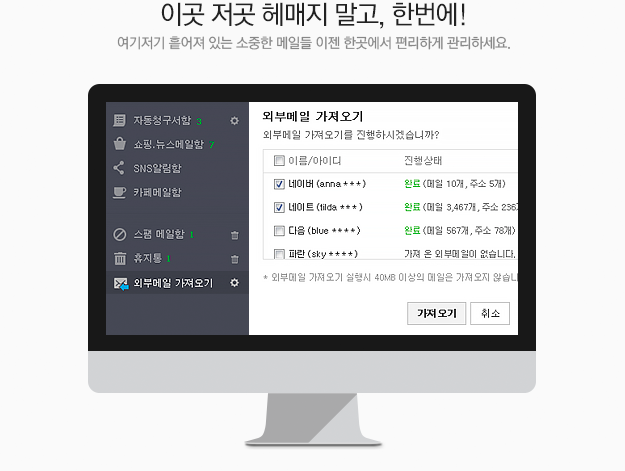 이곳 저곳 헤매지 말고, 한번에!
여기저기 흩어져 있는 소중한 메일들 이젠 한곳에서 편리하게 관리하세요.
자동청구서함 3
쇼핑.뉴스메일함 7
SNS알림함
카페메일함
스팸 메일함 1
휴지통 1
외부메일 가져오기
외부메일 가져오기
외부메일 가져오기를 진행하시겠습니까?
이름/아이디 진행상태
네이버 (anna ***) 완료 (메일 10개, 주소 5개)
네이트 (tilda ***) 완료 (메일 3,467개, 주소 236
다음 (blue ****) 완료 (메일 567개, 주소 78개)
파란 (sky ****) 가져 온 외부메일이 없습니다.
* 외부메일 가져오기 실행시 40MB 이상의 메일은 가져오지 않습니
가져오기 취소